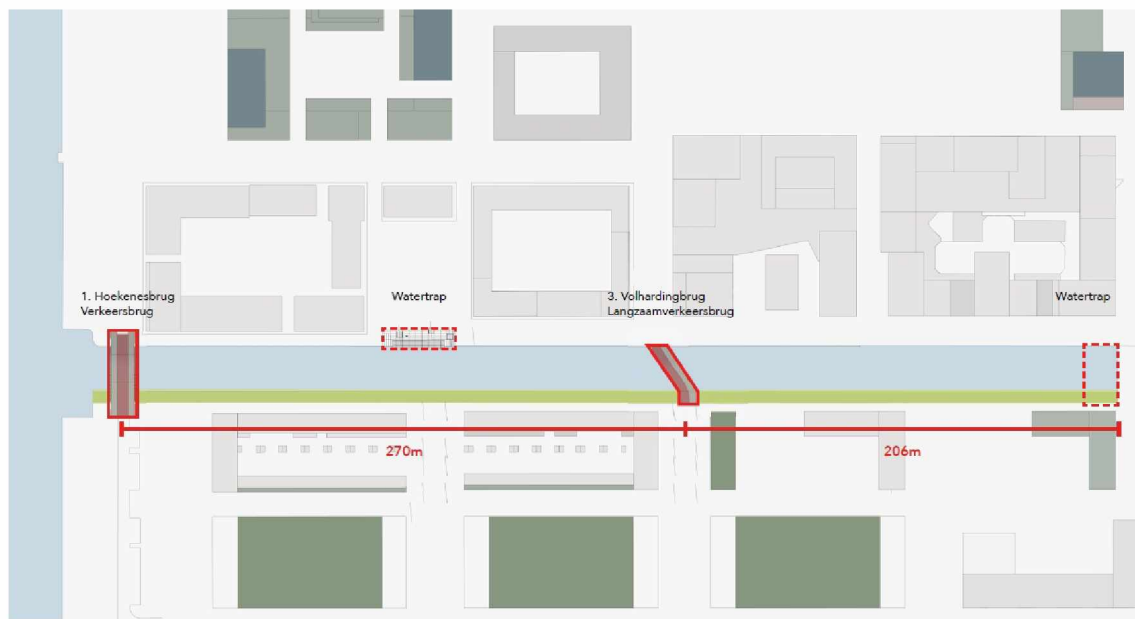 1. Hoekenesbrug
Verkeersbrug
Watertrap
3. Volhardingbrug
Langzaamverkeersbrug
Watertrap
270m
206m